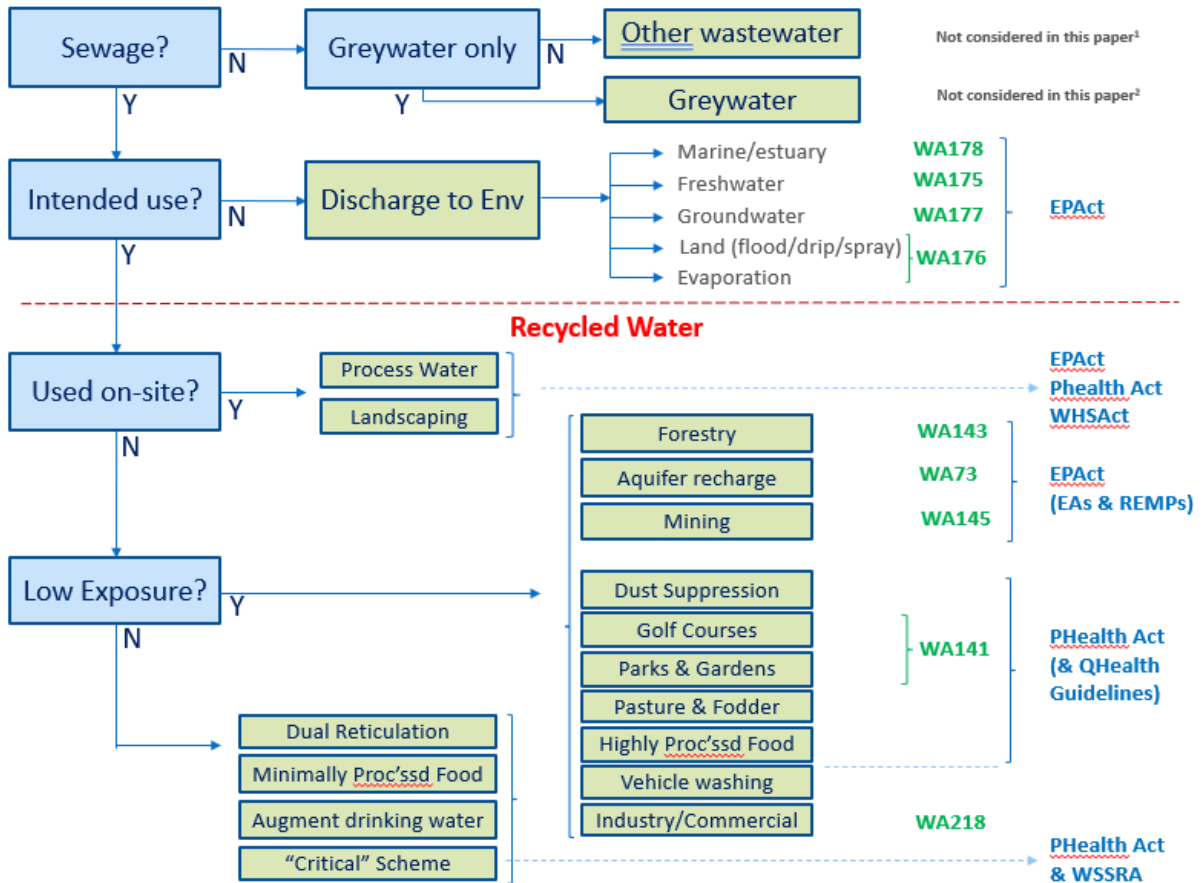 Sewage?
N
Greywater only
N
Other wastewater
Not considered in this paper¹
Y
Y
Greywater
Not considered in this paper²
Intended use?
N
Discharge to Env
Marine/estuary
WA178
Freshwater
WA175
Groundwater
WA177
Land (flood/drip/spray)
Evaporation
WA176
EPAct
Y
Recycled Water
Used on-site?
Y
Process Water
Landscaping
EPAct
Phealth Act
WHSAct
N
Forestry
WA143
Aquifer recharge
WA73
Mining
WA145
EPAct
(EAs & REMPs)
Low Exposure?
Y
Dust Suppression
Golf Courses
Parks & Gardens
WA141
Pasture & Fodder
Highly Proc'ssd Food
PHealth Act
(& QHealth
Guidelines)
Vehicle washing
Industry/Commercial
WA218
N
Dual Reticulation
Minimally Proc'ssd Food
Augment drinking water
"Critical" Scheme
PHealth Act
& WSSRA